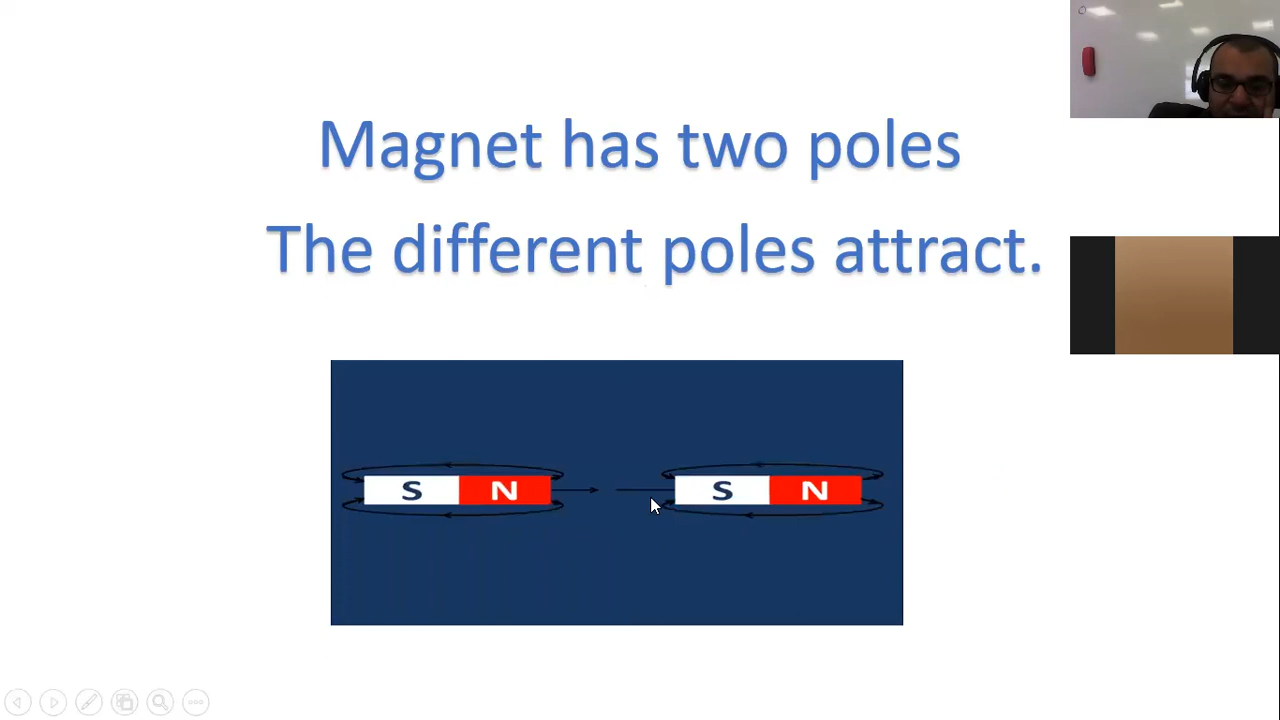 Magnet has two poles
The different poles attract.
S N S N